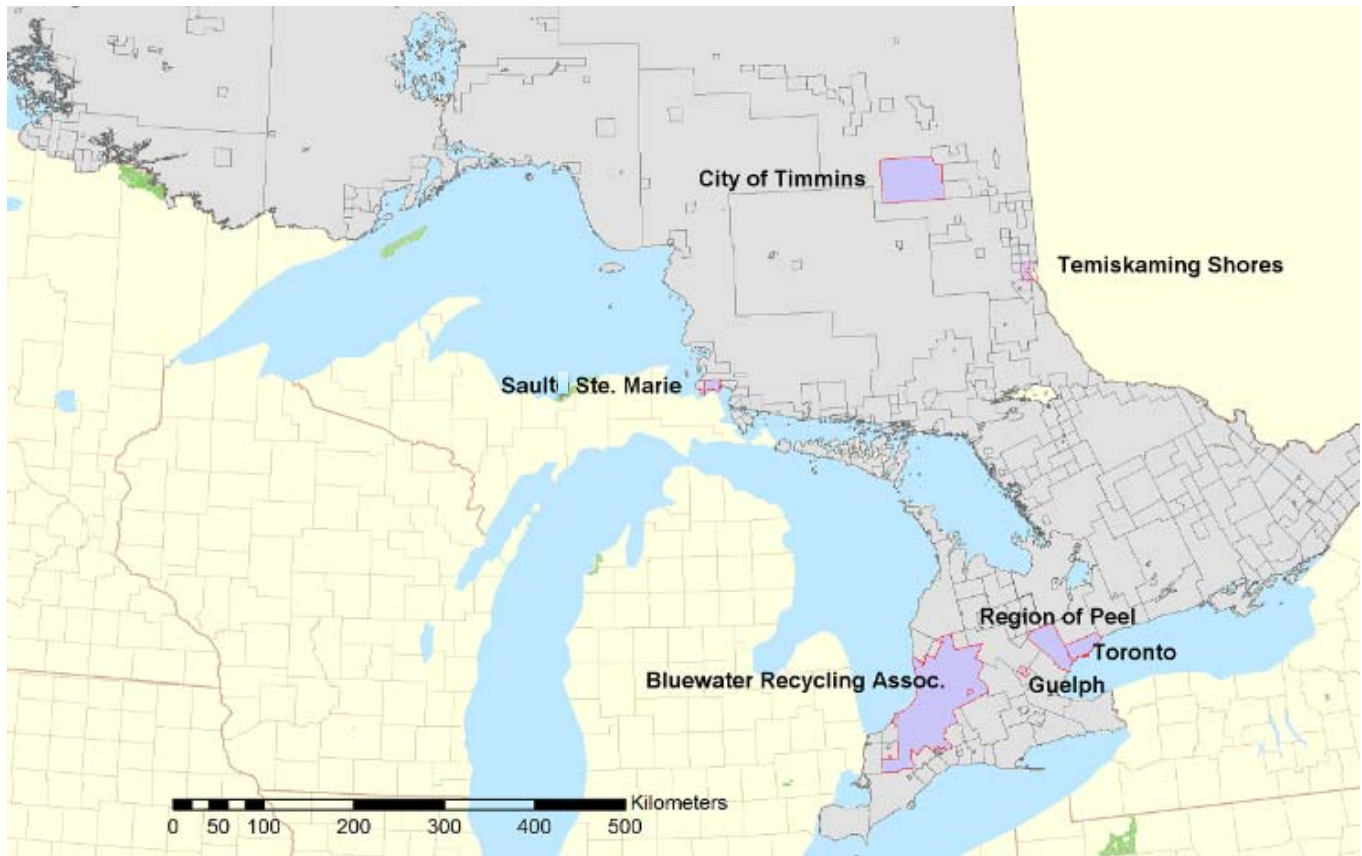 City of Timmins
Temiskaming Shores
Sault Ste. Marie
Region of Peel
Toronto
Bluewater Recycling Assoc.
Guelph
Kilometers
0 50 100 200 300 400 500